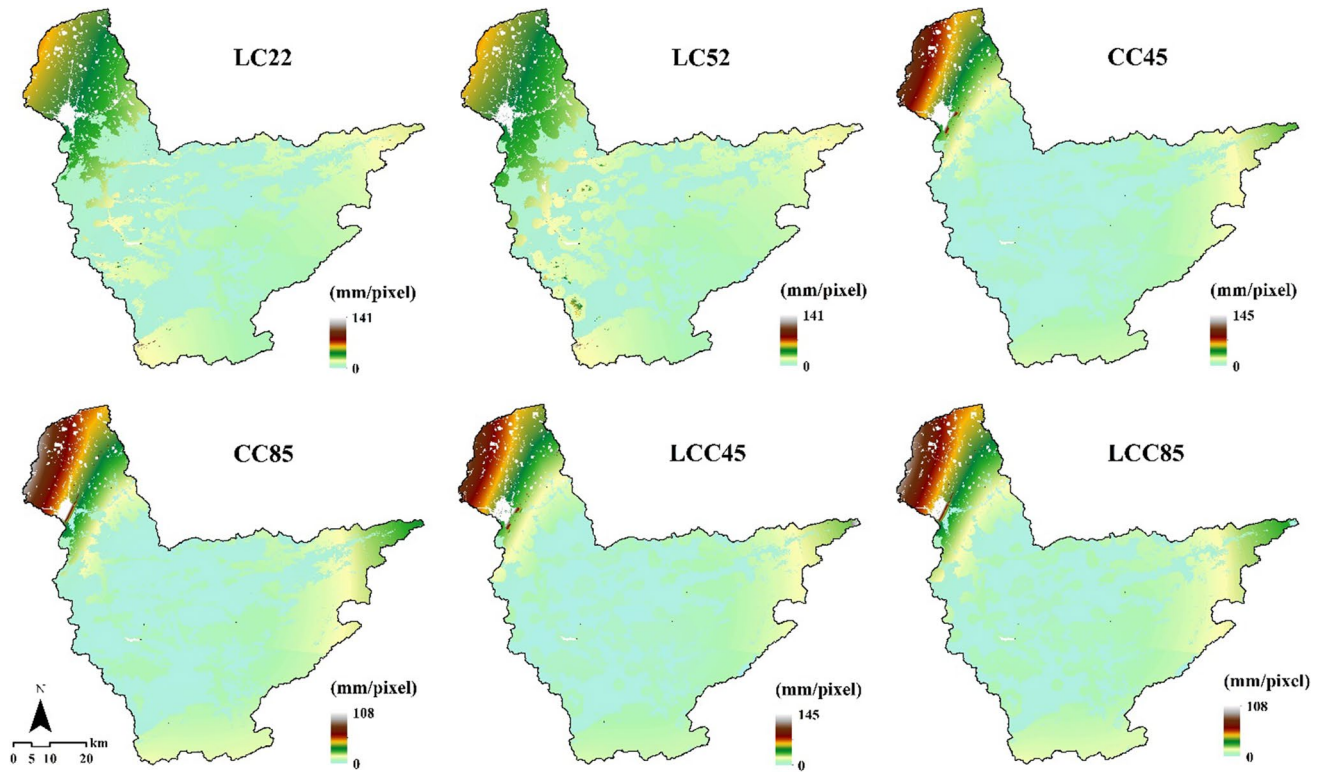 LC22
LC52
CC45
(mm/pixel)
141
0
(mm/pixel)
141
0
(mm/pixel)
145
0
CC85
LCC45
LCC85
(mm/pixel)
108
0
(mm/pixel)
145
0
(mm/pixel)
108
0
N
km
0 5 10 20